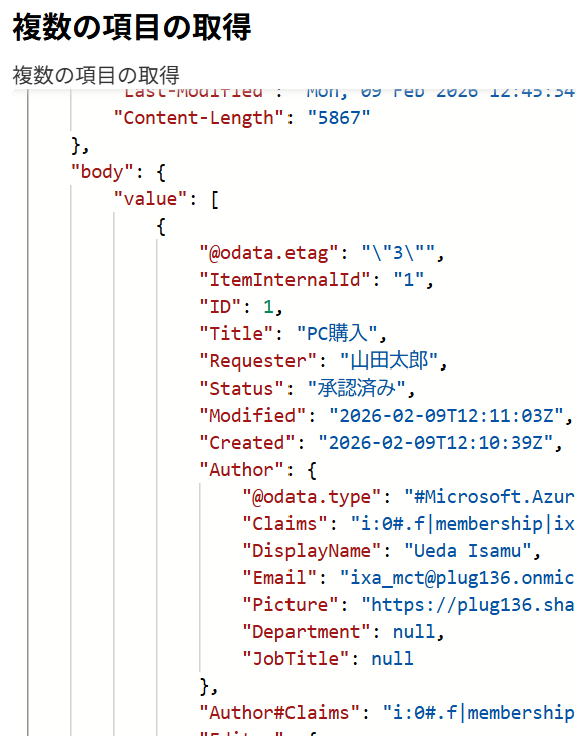 複数の項目の取得
複数の項目の取得
"Last-Modified": "Mon, 09 Feb 2026 12:45:34
"Content-Length": "5867"
},
"body": {
"value": [
{
"@odata.etag": "\"3\"",
"ItemInternalId": "1",
"ID": 1,
"Title": "PC購入",
"Requester": "山田太郎",
"Status": "承認済み",
"Modified": "2026-02-09T12:11:03Z",
"Created": "2026-02-09T12:10:39Z",
"Author": {
"@odata.type": "#Microsoft.Azur
"Claims": "i:0#.f|membership|ix
"DisplayName": "Ueda Isamu",
"Email": "ixa_mct@plug136.onmic
"Picture": "https://plug136.sha
"Department": null,
"JobTitle": null
},
"Author#Claims": "i:0#.f|membership